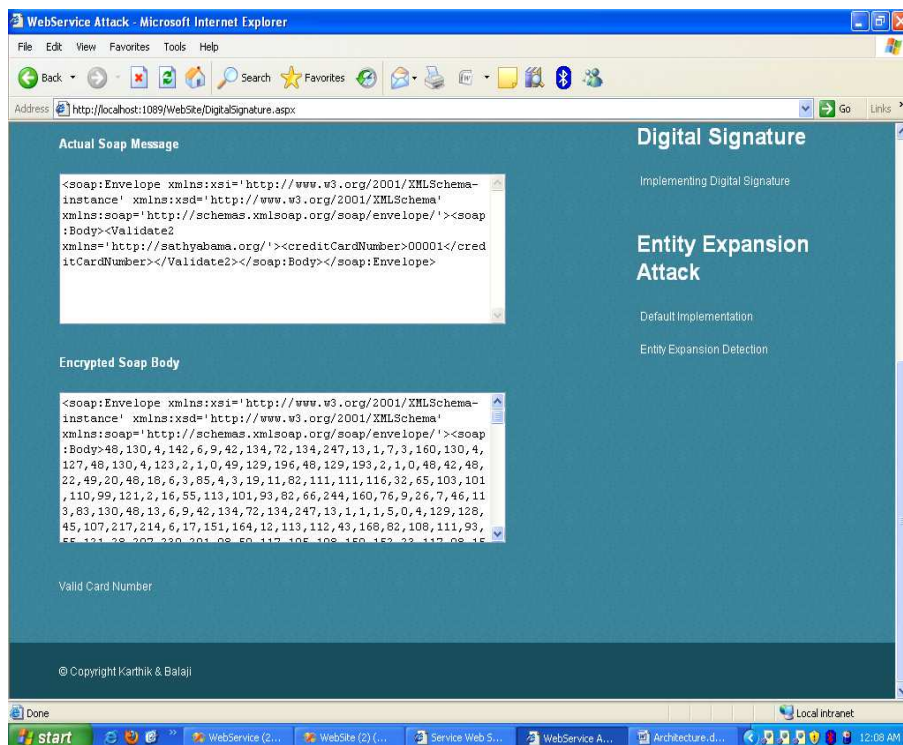 WebService Attack - Microsoft Internet Explorer
File Edit View Favorites Tools Help
Back Search Favorites
Address http://localhost:1089/WebSite/DigitalSignature.aspx Go Links
Actual Soap Message
<soap:Envelope xmlns:xsi='http://www.w3.org/2001/XMLSchema-
instance' xmlns:xsd='http://www.w3.org/2001/XMLSchema'
xmlns:soap='http://schemas.xmlsoap.org/soap/envelope/'><soap
:Body><Validate2
xmlns='http://sathyabama.org/'><creditCardNumber>00001</cred
itCardNumber></Validate2></soap:Body></soap:Envelope>
Encrypted Soap Body
<soap:Envelope xmlns:xsi='http://www.w3.org/2001/XMLSchema-
instance' xmlns:xsd='http://www.w3.org/2001/XMLSchema'
xmlns:soap='http://schemas.xmlsoap.org/soap/envelope/'><soap
:Body>48,130,4,142,6,9,42,134,72,134,247,13,1,7,3,160,130,4,
127,48,130,4,123,2,1,0,49,129,196,48,129,193,2,1,0,48,42,48,
22,49,20,48,18,6,3,85,4,3,19,11,82,111,111,116,32,65,103,101
,110,99,121,2,16,55,113,101,93,82,66,244,160,76,9,26,7,46,11
3,83,130,48,13,6,9,42,134,72,134,247,13,1,1,1,5,0,4,129,128,
45,107,217,214,6,17,151,164,12,113,112,43,168,82,108,111,93,
Valid Card Number
Digital Signature
Implementing Digital Signature
Entity Expansion
Attack
Default Implementation
Entity Expansion Detection
© Copyright Karthik & Balaji
Done Local intranet
start WebService (2... WebSite (2) (... Service Web S... WebService A... Architecture.d... 12:08 AM